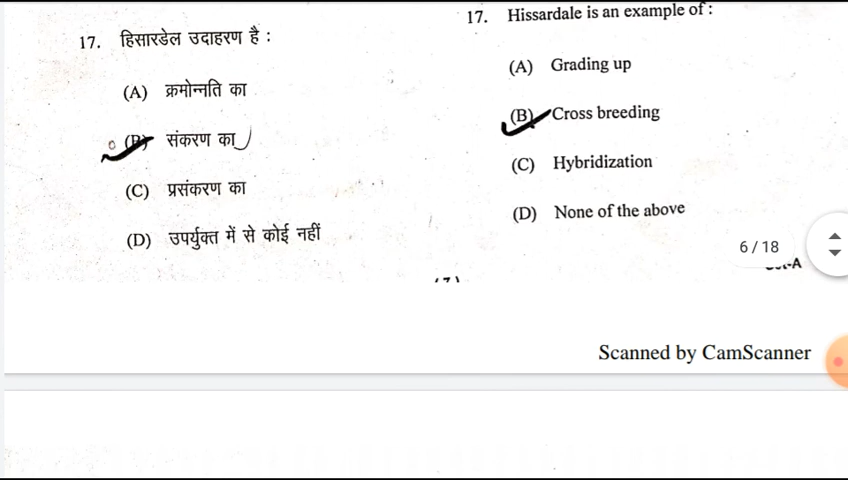 17. हिसारडेल उदाहरण है :
(A) क्रमोन्नति का
(B) संकरण का
(C) प्रसंकरण का
(D) उपर्युक्त में से कोई नहीं
17. Hissardale is an example of :
(A) Grading up
(B) Cross breeding
(C) Hybridization
(D) None of the above
6 / 18
-A
Scanned by CamScanner